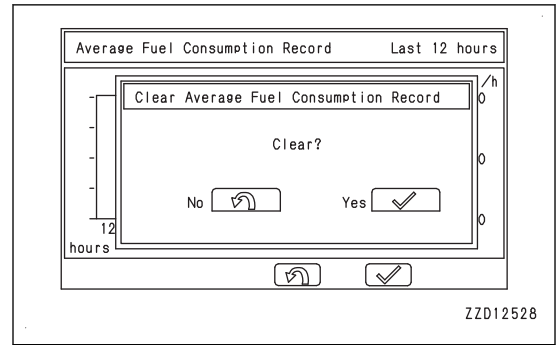 Average Fuel Consumption Record Last 12 hours
/h
Clear Average Fuel Consumption Record
0
Clear?
0
No Yes
0
12
hours
ZZD12528